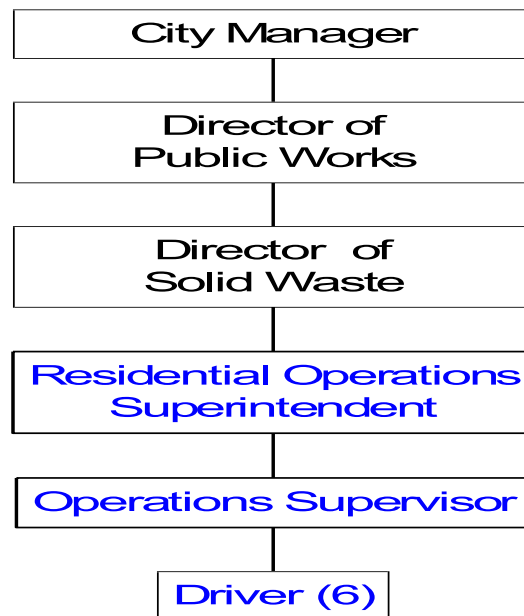 City Manager
Director of
Public Works
Director of
Solid Waste
Residential Operations
Superintendent
Operations Supervisor
Driver (6)